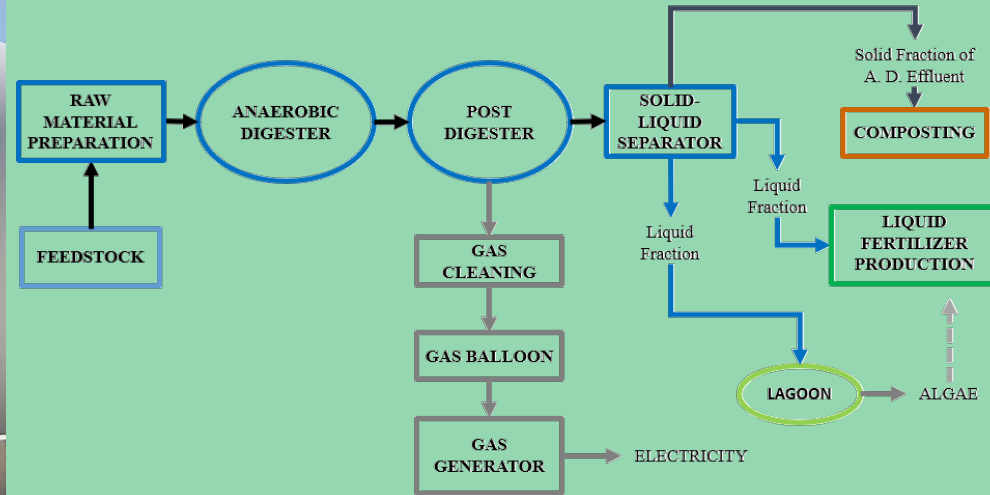 Solid Fraction of
A. D. Effluent
RAW
MATERIAL
PREPARATION
ANAEROBIC
DIGESTER
POST
DIGESTER
SOLID-
LIQUID
SEPARATOR
COMPOSTING
Liquid
Fraction
LIQUID
FERTILIZER
PRODUCTION
Liquid
Fraction
FEEDSTOCK
GAS
CLEANING
GAS BALLOON
LAGOON
ALGAE
GAS
GENERATOR
ELECTRICITY